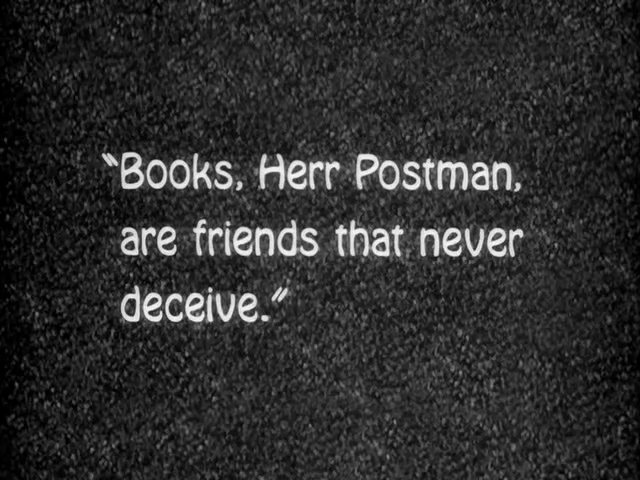 “Books, Herr Postman,
are friends that never
deceive.”